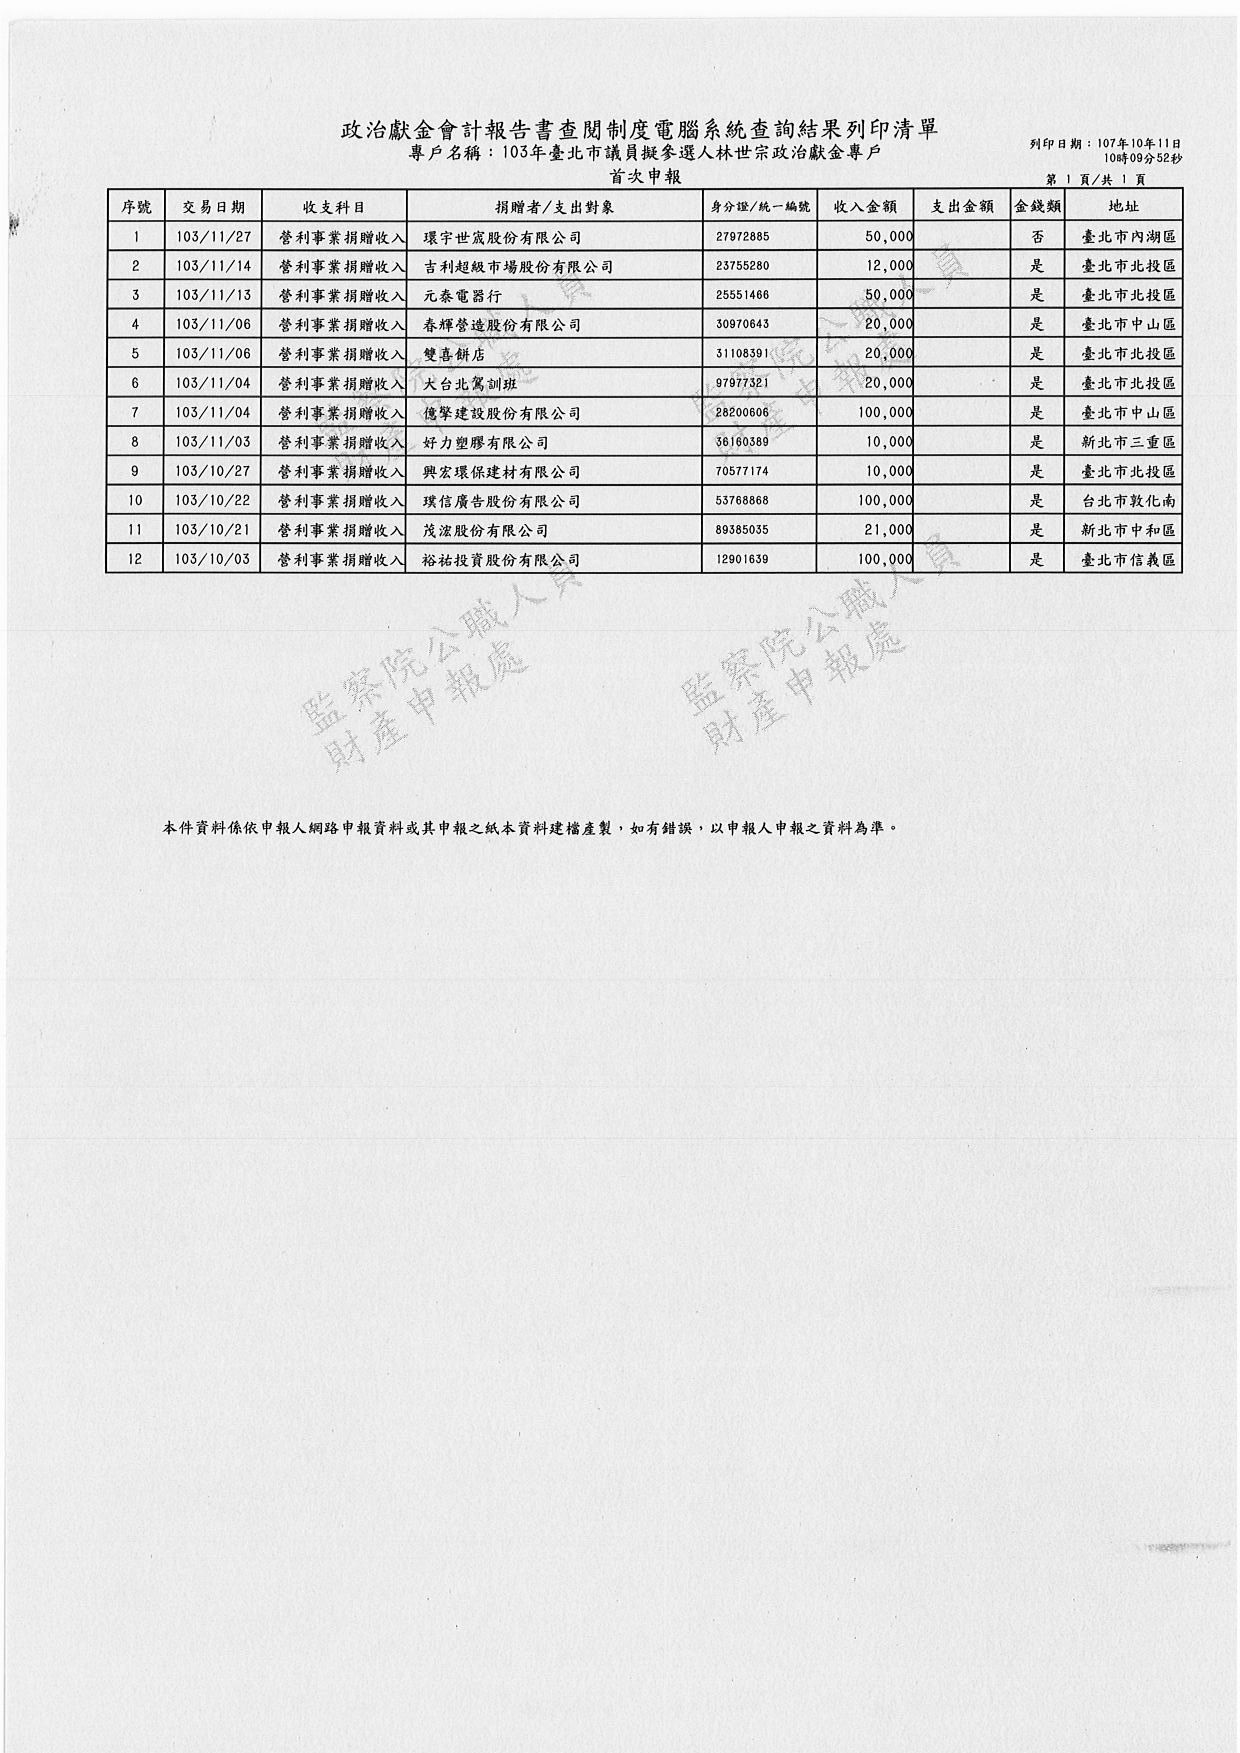 政治獻金會計報告書查閱制度電腦系統查詢結果列印清單
專戶名稱：103年臺北市議員擬參選人林世宗政治獻金專戶
列印日期：107年10年11日
10時09分52秒
首次申報
第 1 頁/共 1 頁
序號 交易日期 收支科目 捐贈者/支出對象 身分證/統一編號 收入金額 支出金額 金錢類 地址
1 103/11/27 營利事業捐贈收入 環宇世宬股份有限公司 27972885 50,000 否 臺北市內湖區
2 103/11/14 營利事業捐贈收入 吉利超級市場股份有限公司 23755280 12,000 是 臺北市北投區
3 103/11/13 營利事業捐贈收入 元泰電器行 25551466 50,000 是 臺北市北投區
4 103/11/06 營利事業捐贈收入 春輝營造股份有限公司 30970643 20,000 是 臺北市中山區
5 103/11/06 營利事業捐贈收入 雙喜餅店 31108391 20,000 是 臺北市北投區
6 103/11/04 營利事業捐贈收入 大台北駕訓班 97977321 20,000 是 臺北市北投區
7 103/11/04 營利事業捐贈收入 億擎建設股份有限公司 28200606 100,000 是 臺北市中山區
8 103/11/03 營利事業捐贈收入 好力塑膠有限公司 36160389 10,000 是 新北市三重區
9 103/10/27 營利事業捐贈收入 興宏環保建材有限公司 70577174 10,000 是 臺北市北投區
10 103/10/22 營利事業捐贈收入 璞信廣告股份有限公司 53768868 100,000 是 台北市敦化南
11 103/10/21 營利事業捐贈收入 茂浤股份有限公司 89385035 21,000 是 新北市中和區
12 103/10/03 營利事業捐贈收入 裕祐投資股份有限公司 12901639 100,000 是 臺北市信義區
監察院公職人員
財產申報處
監察院公職人員
財產申報處
監察院公職人員
財產申報處
監察院公職人員
財產申報處
本件資料係依申報人網路申報資料或其申報之紙本資料建檔產製，如有錯誤，以申報人申報之資料為準。